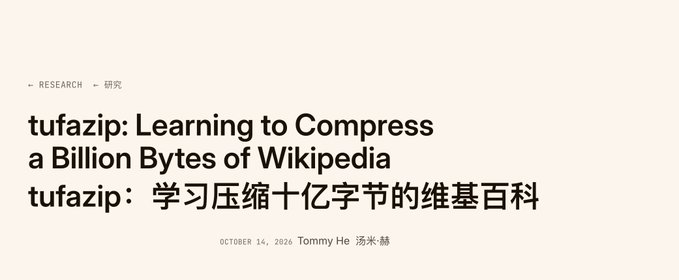 ← RESEARCH ← 研究
tufazip: Learning to Compress
a Billion Bytes of Wikipedia
tufazip：学习压缩十亿字节的维基百科
OCTOBER 14, 2026 Tommy He 汤米·赫